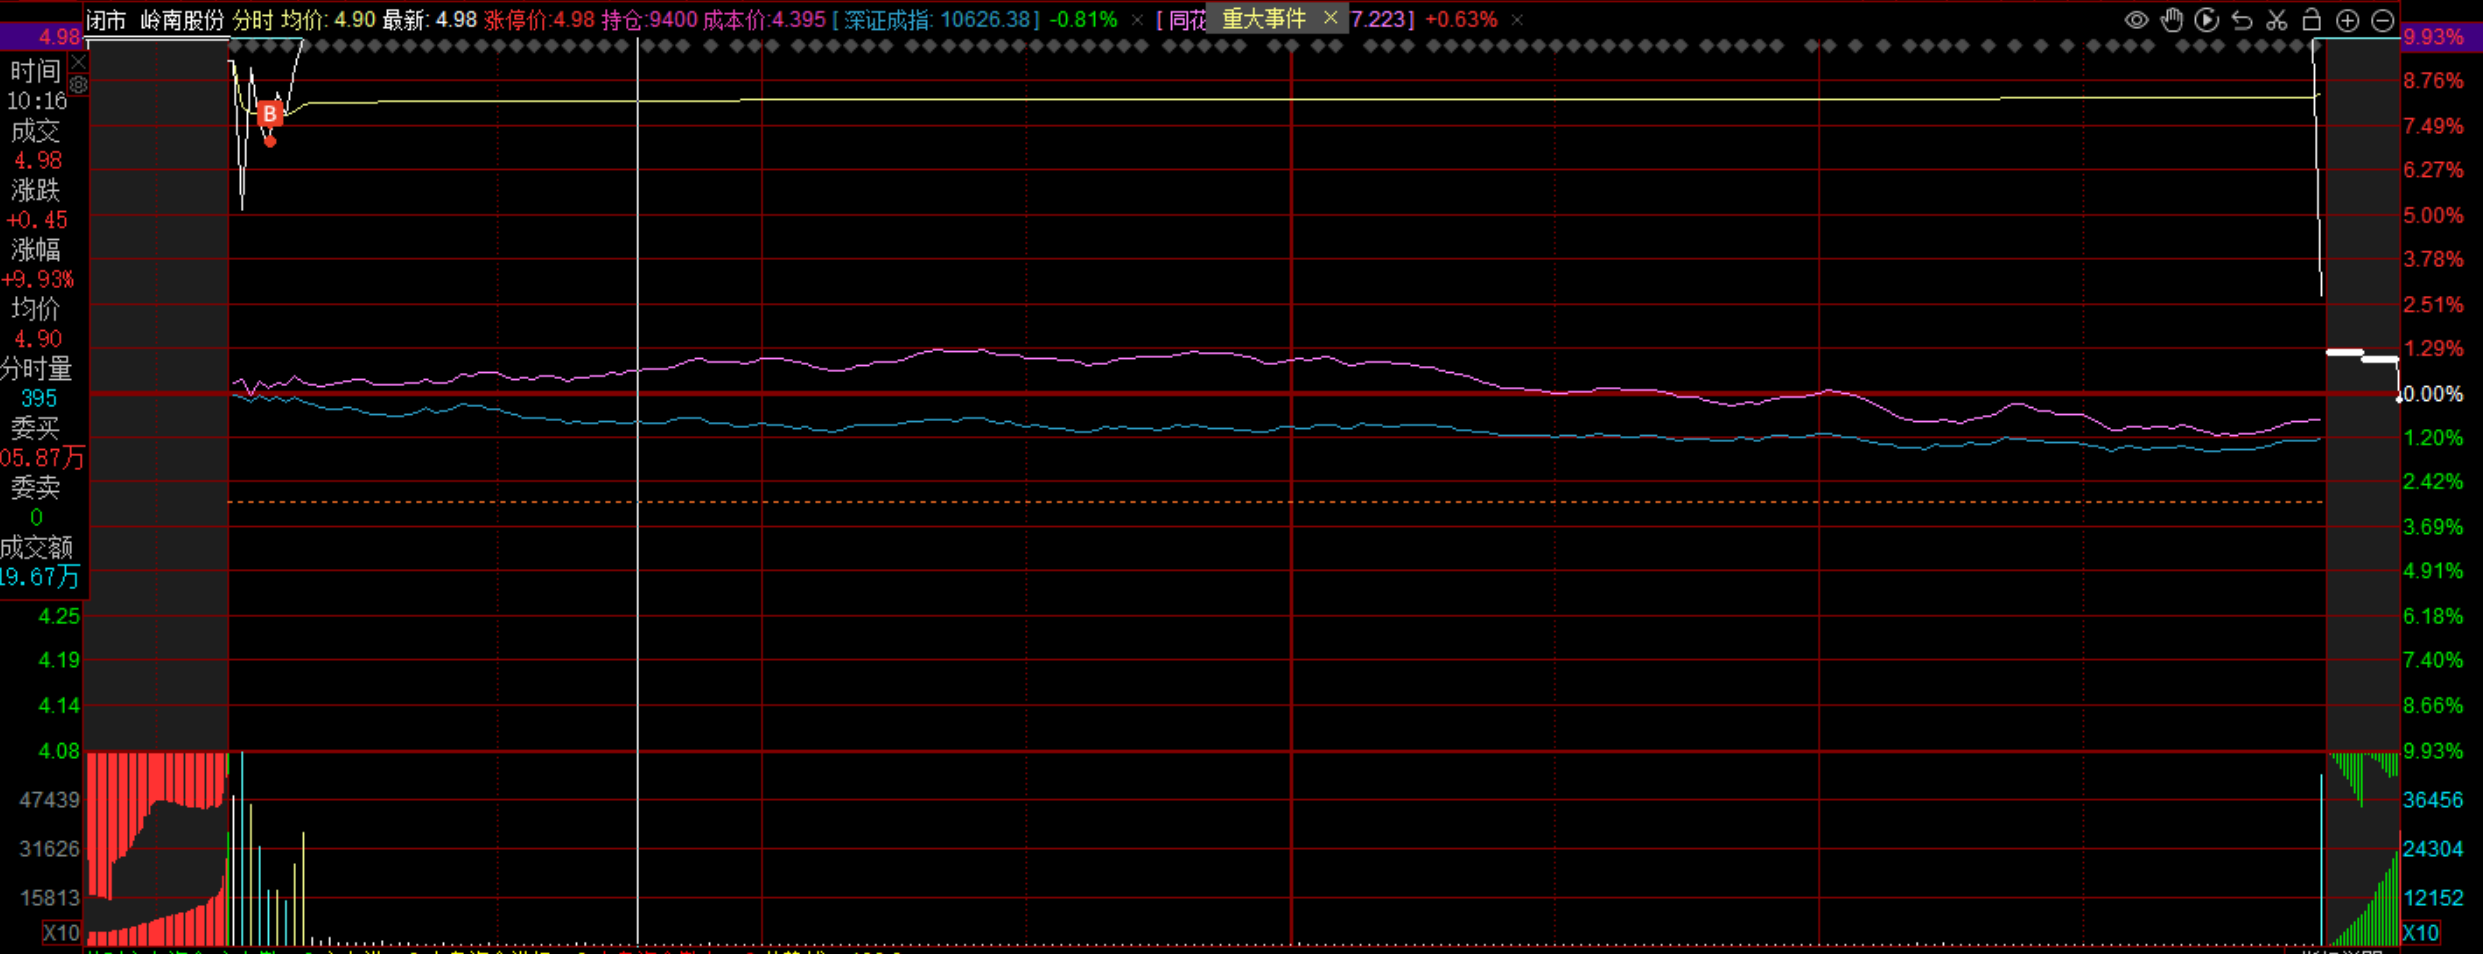 闭市 岭南股份 分时 均价: 4.90 最新: 4.98 涨停价:4.98 持仓:9400 成本价:4.395 [ 深证成指: 10626.38] -0.81% × [ 同花 重大事件 × 7.223] +0.63% ×
4.98
时间
10:16
成交
4.98
涨跌
+0.45
涨幅
+9.93%
均价
4.90
分时量
395
委买
05.87万
委卖
0
成交额
19.67万
4.25
4.19
4.14
4.08
47439
31626
15813
X10
B
9.93%
8.76%
7.49%
6.27%
5.00%
3.78%
2.51%
1.29%
0.00%
1.20%
2.42%
3.69%
4.91%
6.18%
7.40%
8.66%
9.93%
36456
24304
12152
X10